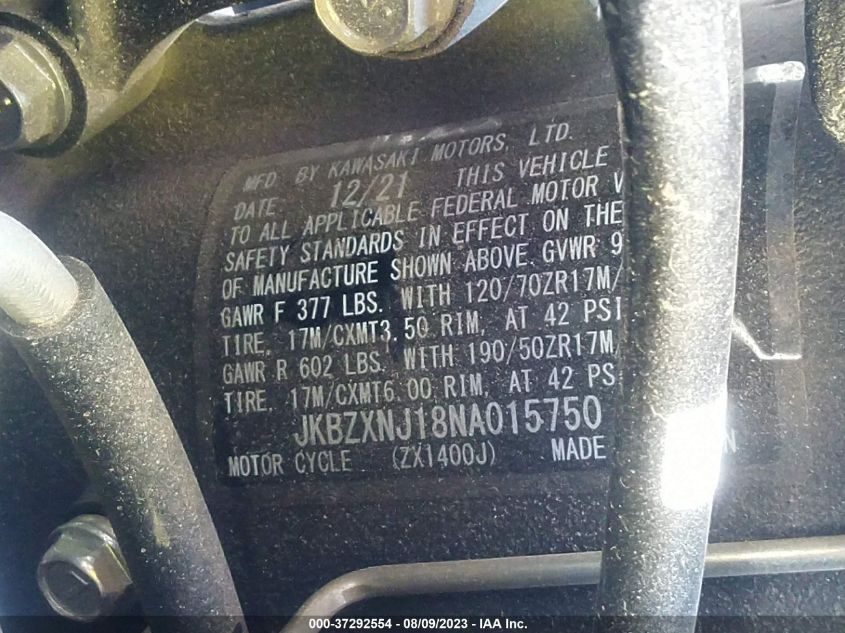 MFD. BY KAWASAKI MOTORS, LTD.
DATE 12/21 THIS VEHICLE
TO ALL APPLICABLE FEDERAL MOTOR V
SAFETY STANDARDS IN EFFECT ON THE
OF MANUFACTURE SHOWN ABOVE. GVWR 9
GAWR F 377 LBS. WITH 120/70ZR17M/
TIRE, 17M/CXMT3.50 RIM, AT 42 PSI
GAWR R 602 LBS. WITH 190/50ZR17M/
TIRE, 17M/CXMT6.00 RIM, AT 42 PS
JKBZXNJ18NA015750
MOTOR CYCLE (ZX1400J) MADE N
000-37292554 - 08/09/2023 - IAA Inc.